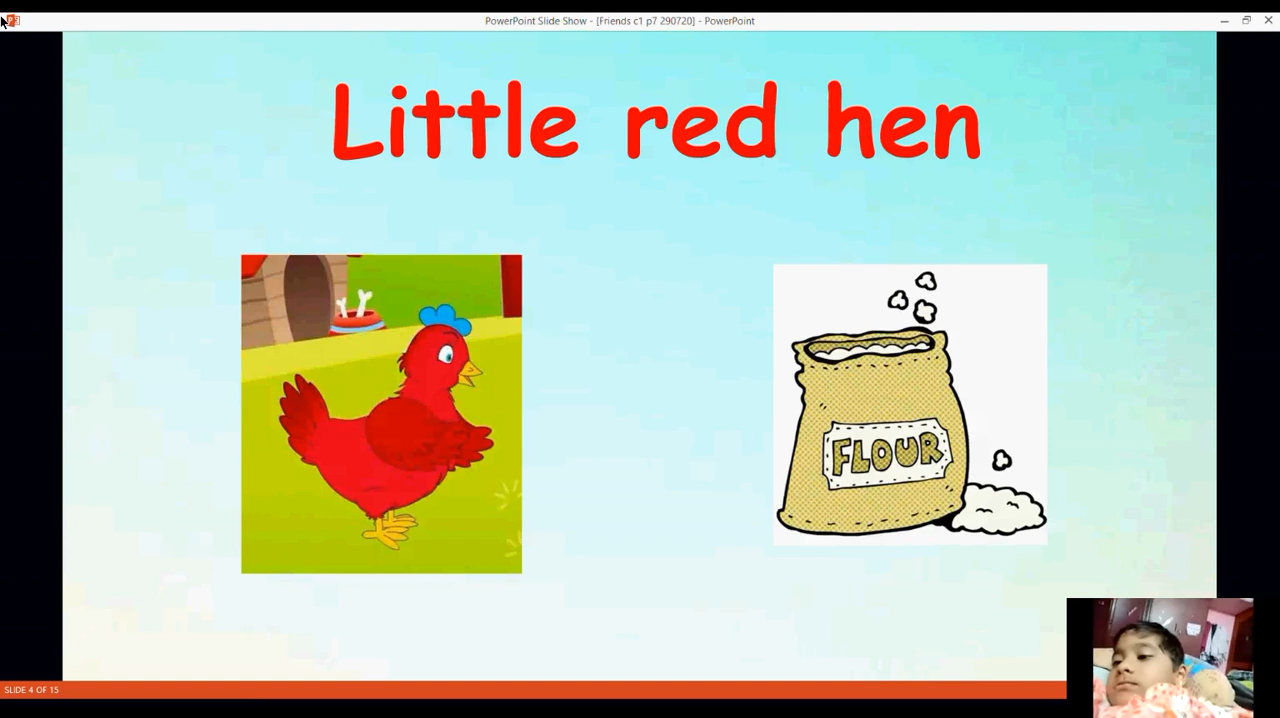 PowerPoint Slide Show - [Friends c1 p7 290720] - PowerPoint
Little red hen
FLOUR
SLIDE 4 OF 15